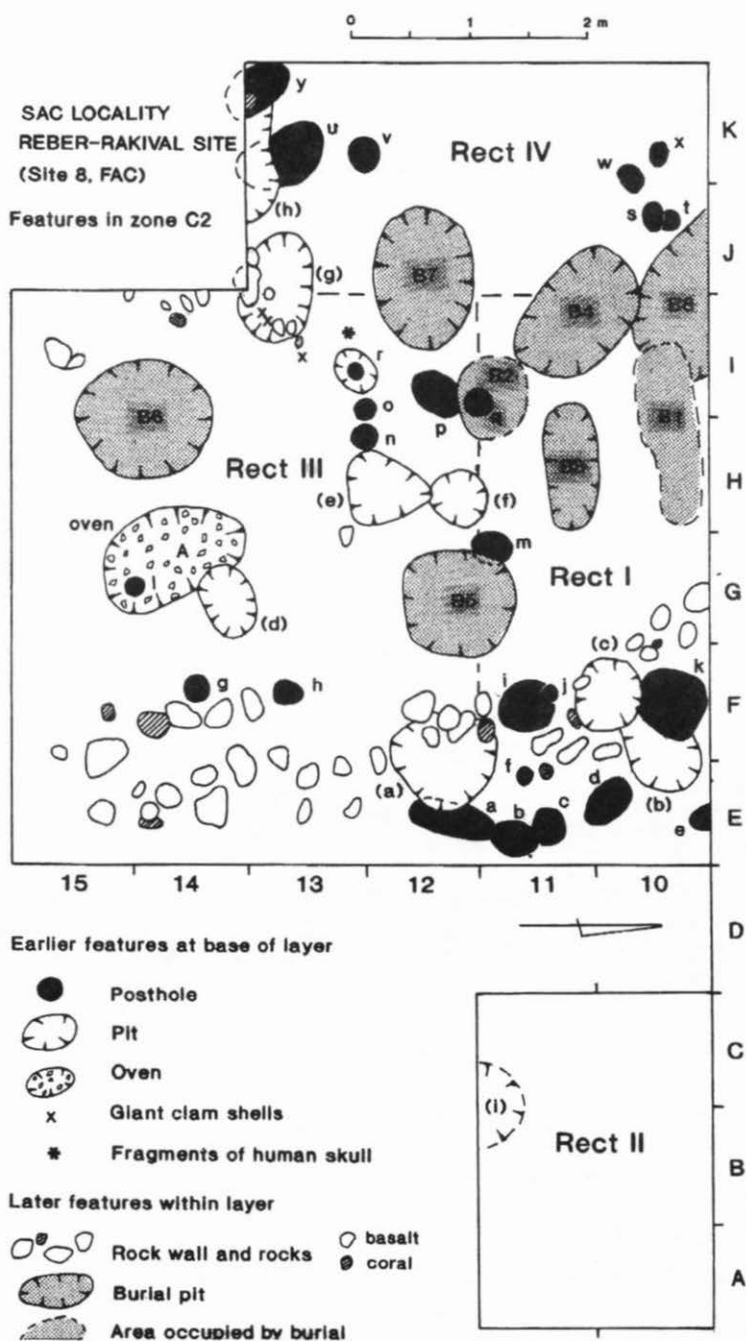 0 1 2 m
SAC LOCALITY
REBER-RAKIVAL SITE
(Site 8, FAC)
Features in zone C2
y
u
v
Rect IV
x
w
s
t
K
(h)
(g)
B7
B4
B6
J
x
r
I
B6
o
p
B2
B1
n
Rect III
(e)
(f)
B3
H
oven
A
l
m
(d)
B5
Rect I
G
(c)
g
h
i
j
k
F
f
d
(a)
a
b
c
(b)
e
E
15 14 13 12 11 10
D
Earlier features at base of layer
Posthole
Pit
Oven
x Giant clam shells
* Fragments of human skull
C
(i)
Rect II
B
Later features within layer
Rock wall and rocks
basalt
coral
Burial pit
A
Area occupied by burial